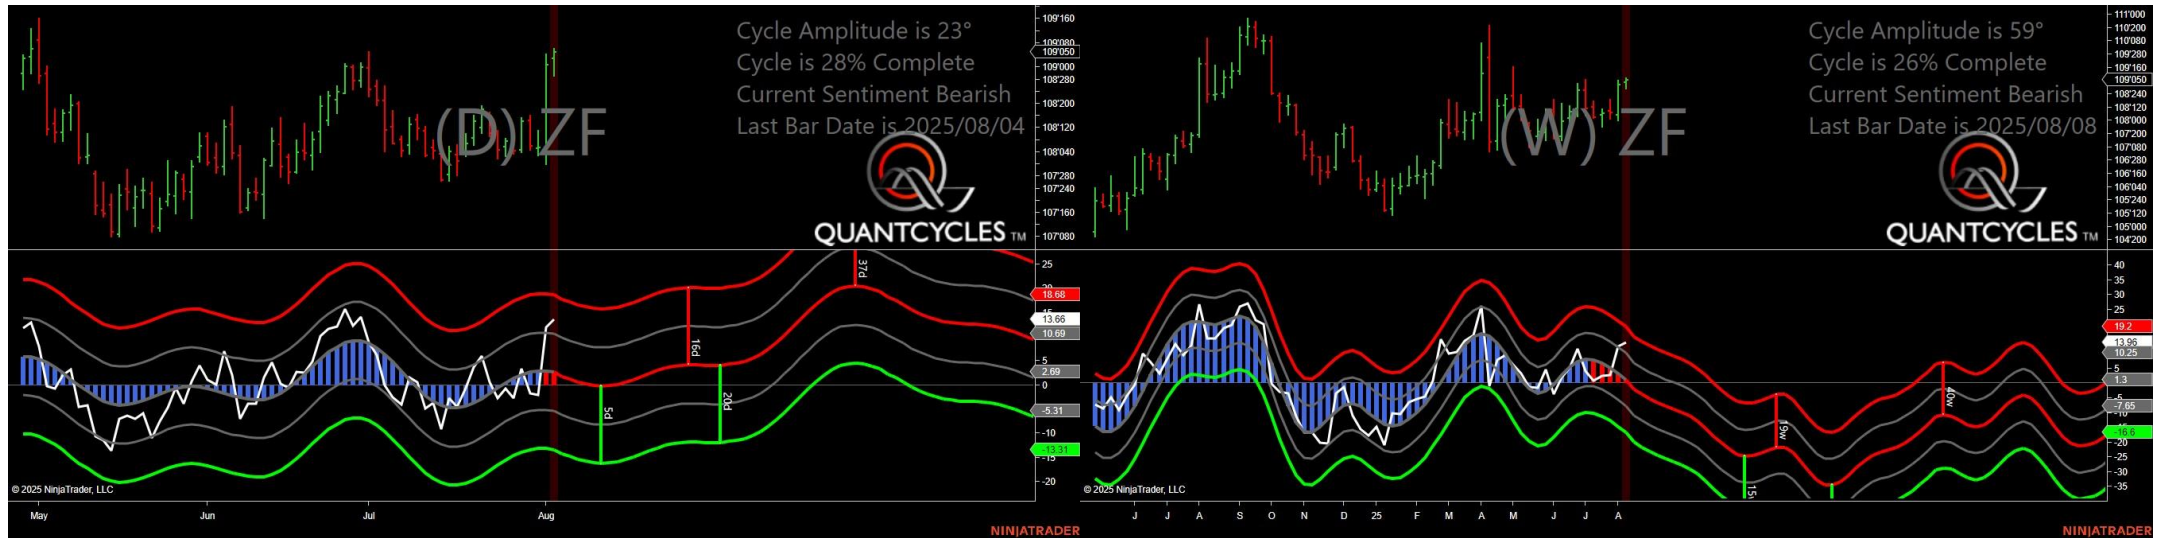 Cycle Amplitude is 23°
Cycle is 28% Complete
Current Sentiment Bearish
Last Bar Date is 2025/08/04
(D) ZF
QUANTCYCLES TM
109'160
109'080
109'050
109'000
108'280
108'200
108'120
108'040
107'280
107'240
107'160
107'080
25
20
18.68
15
13.66
10.69
5
2.69
0
-5.31
-10
-13.31
-15
-20
5d
16d
20d
37d
© 2025 NinjaTrader, LLC
May Jun Jul Aug
NINJATRADER
Cycle Amplitude is 59°
Cycle is 26% Complete
Current Sentiment Bearish
Last Bar Date is 2025/08/08
(W) ZF
QUANTCYCLES TM
111'000
110'200
110'080
109'280
109'160
109'050
108'240
108'120
108'000
107'200
107'080
106'280
106'160
106'040
105'240
105'120
105'000
104'200
40
35
30
25
19.2
13.96
10.25
5
1.3
-5
-7.65
-10
-15
-16.6
-20
-25
-30
-35
15
19w
40w
© 2025 NinjaTrader, LLC
J J A S O N D 25 F M A M J J A
NINJATRADER